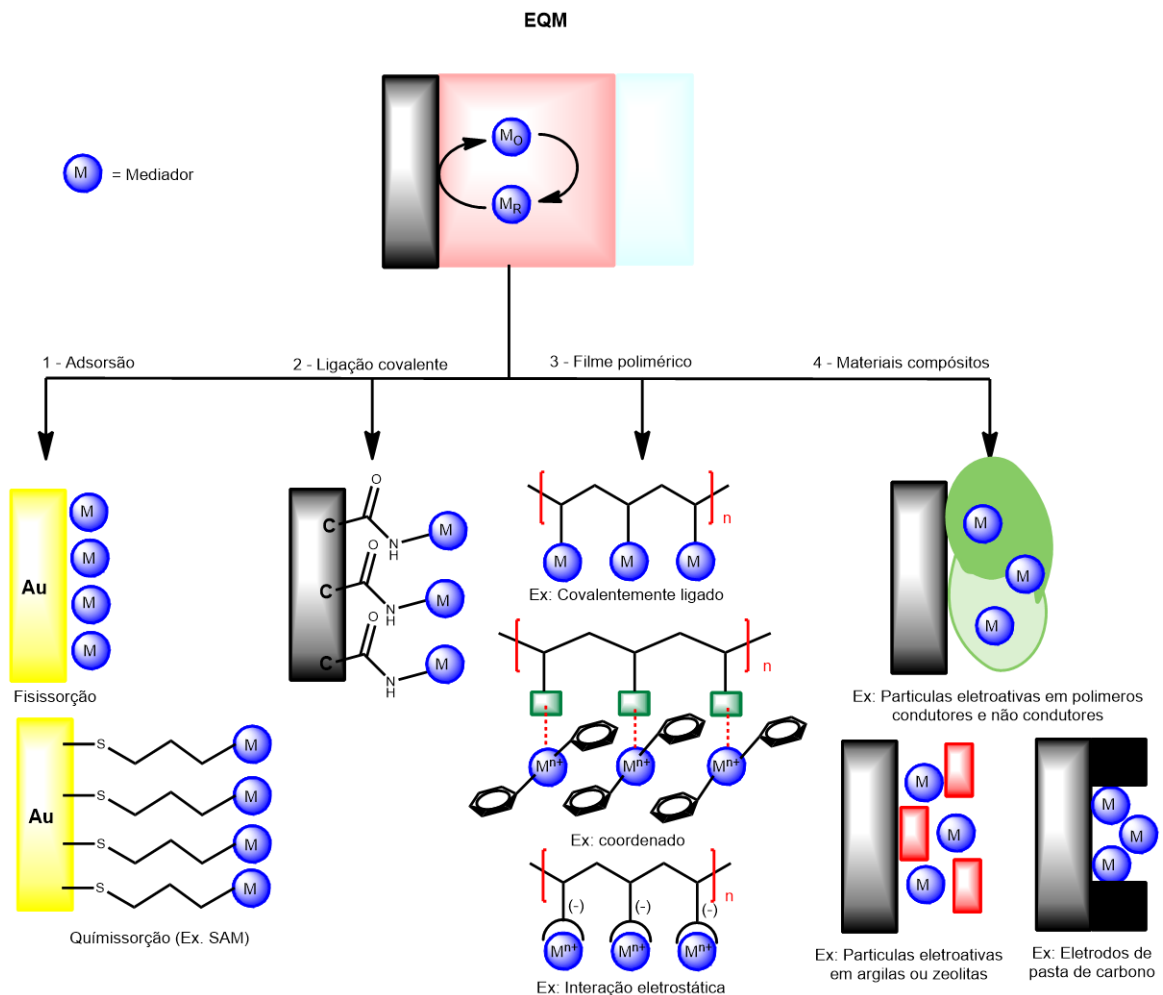 EQM
M = Mediador
M_O
M_R
1 - Adsorsão
2 - Ligação covalente
3 - Filme polimérico
4 - Materiais compósitos
Au
M
M
M
M
Fisissorção
Au
S
M
S
M
S
M
S
M
Químissorção (Ex. SAM)
O
C
N
H
M
O
C
N
H
M
O
C
N
H
M
n
M
M
M
Ex: Covalentemente ligado
n
Mⁿ⁺
Mⁿ⁺
Mⁿ⁺
Ex: coordenado
n
(-)
(-)
(-)
Mⁿ⁺
Mⁿ⁺
Mⁿ⁺
Ex: Interação eletrostática
M
M
M
Ex: Particulas eletroativas em polimeros
condutores e não condutores
M
M
M
Ex: Particulas eletroativas
em argilas ou zeolitas
M
M
M
Ex: Eletrodos de
pasta de carbono